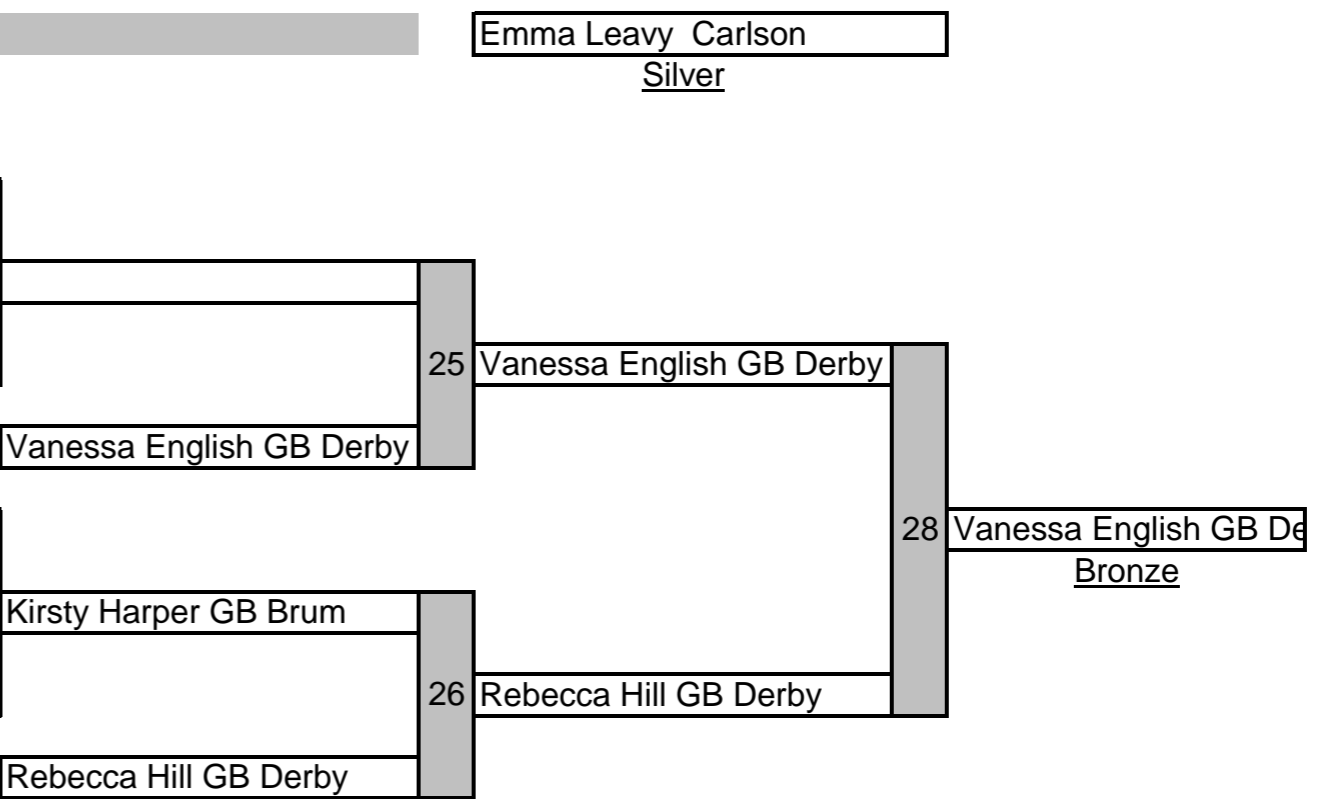 Emma Leavy  Carlson
Silver
25 Vanessa English GB Derby
Vanessa English GB Derby
28 Vanessa English GB De
Bronze
Kirsty Harper GB Brum
26 Rebecca Hill GB Derby
Rebecca Hill GB Derby